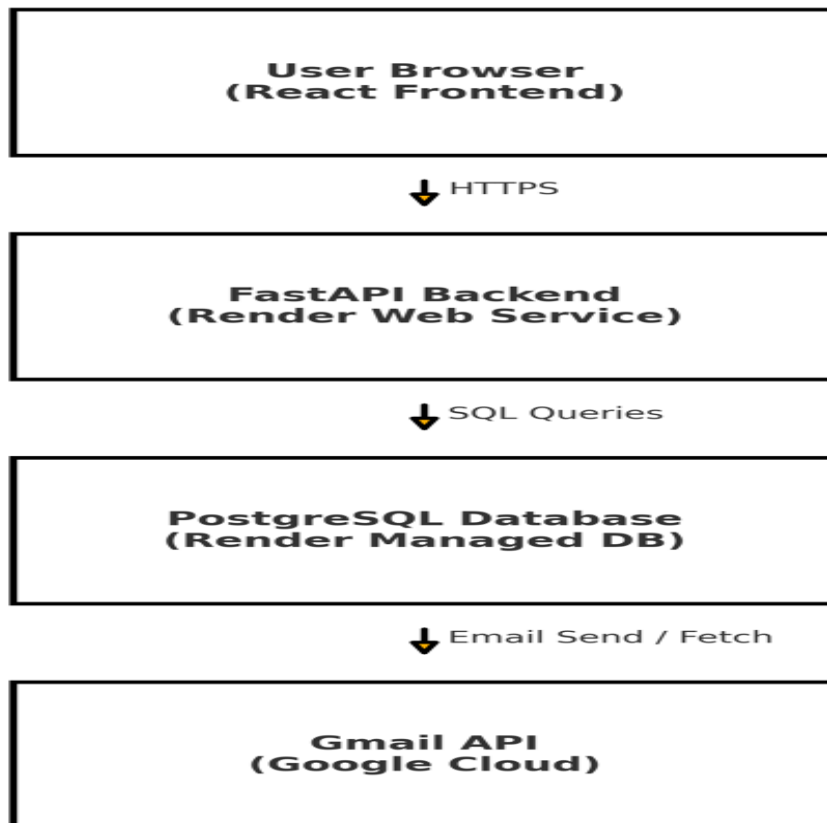 User Browser
(React Frontend)
HTTPS
FastAPI Backend
(Render Web Service)
SQL Queries
PostgreSQL Database
(Render Managed DB)
Email Send / Fetch
Gmail API
(Google Cloud)